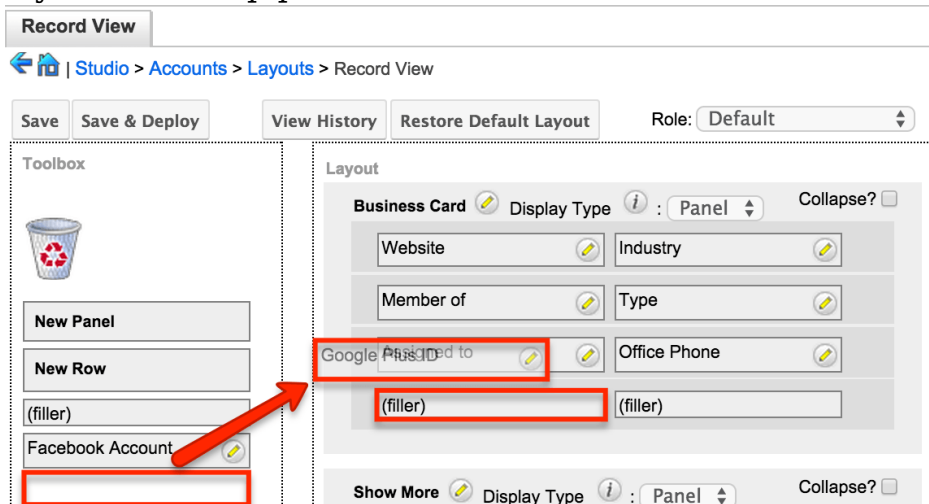 Record View
| Studio > Accounts > Layouts > Record View
Save Save & Deploy View History Restore Default Layout Role: Default
Toolbox
Layout
Business Card Display Type i : Panel Collapse?
Website Industry
Member of Type
New Panel
Google Plus ID Assigned to Office Phone
New Row
(filler) (filler)
(filler)
Facebook Account
Show More Display Type i : Panel Collapse?